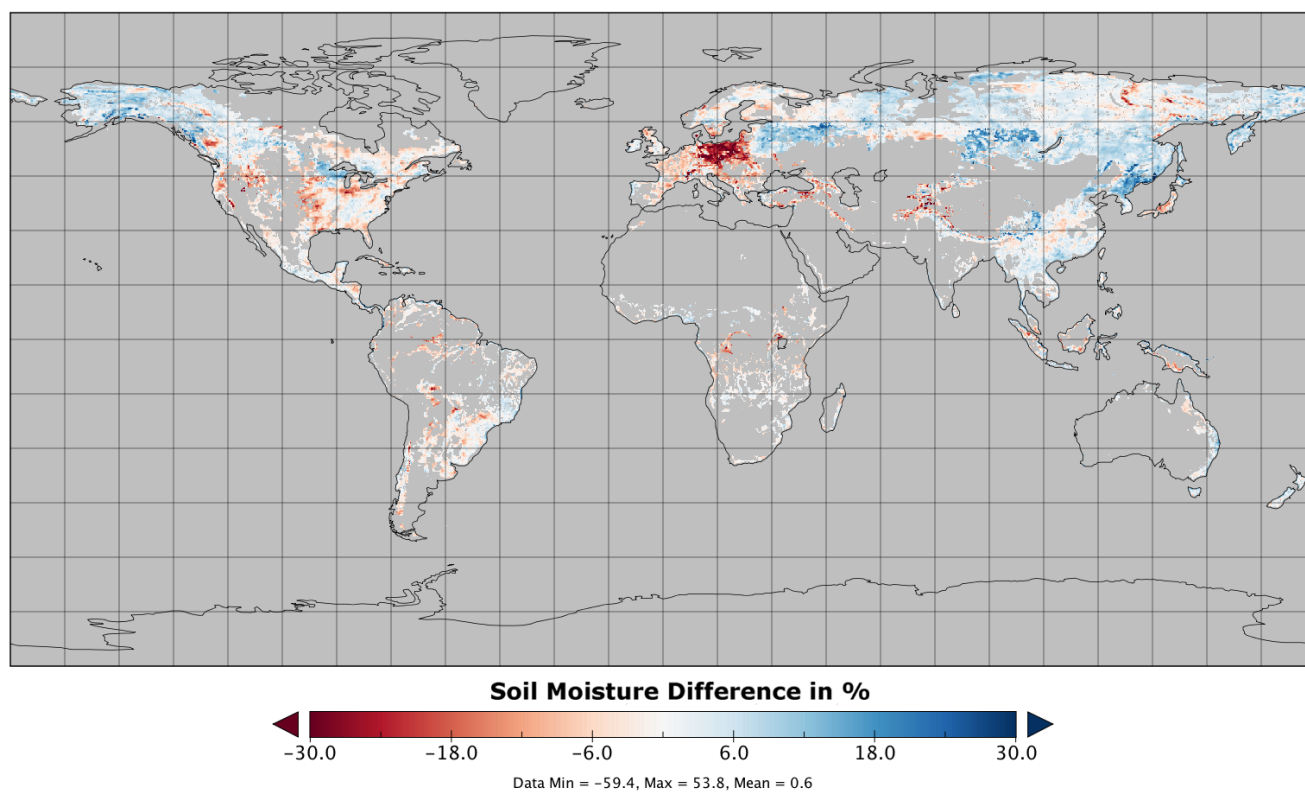 Soil Moisture Difference in %
−30.0 −18.0 −6.0 6.0 18.0 30.0
Data Min = −59.4, Max = 53.8, Mean = 0.6